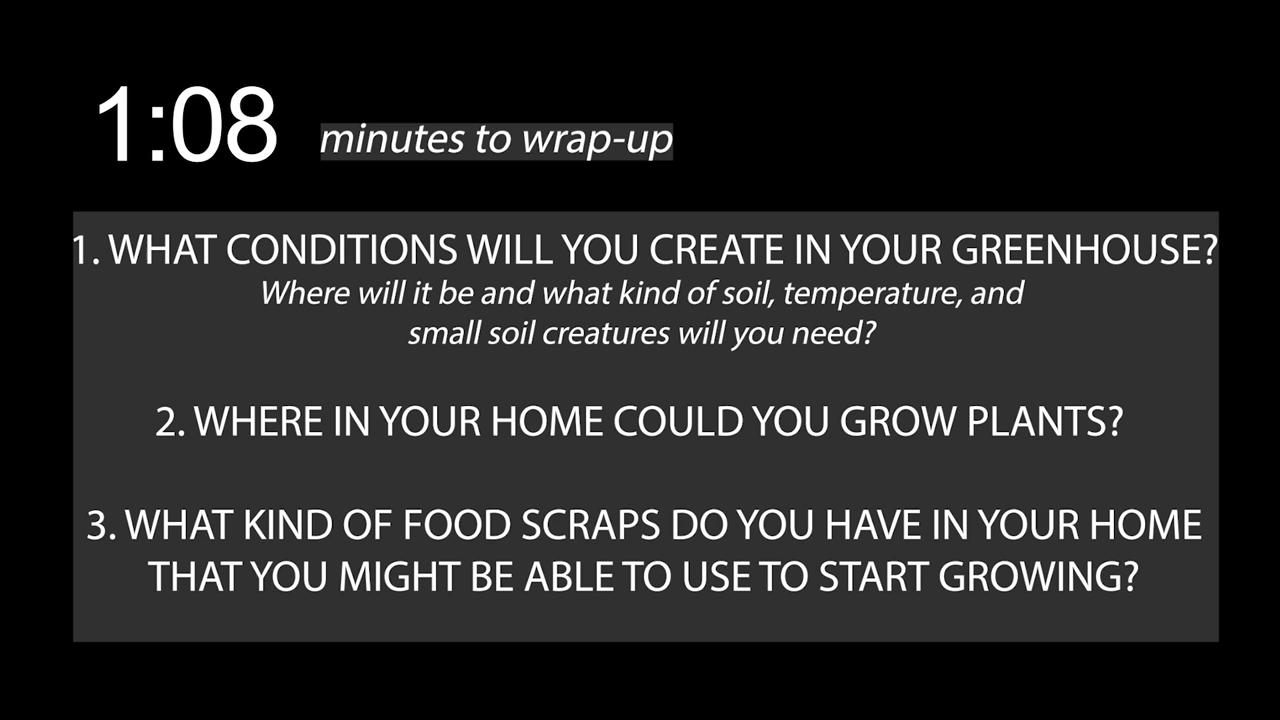 1:08 minutes to wrap-up
1. WHAT CONDITIONS WILL YOU CREATE IN YOUR GREENHOUSE?
Where will it be and what kind of soil, temperature, and
small soil creatures will you need?
2. WHERE IN YOUR HOME COULD YOU GROW PLANTS?
3. WHAT KIND OF FOOD SCRAPS DO YOU HAVE IN YOUR HOME
THAT YOU MIGHT BE ABLE TO USE TO START GROWING?